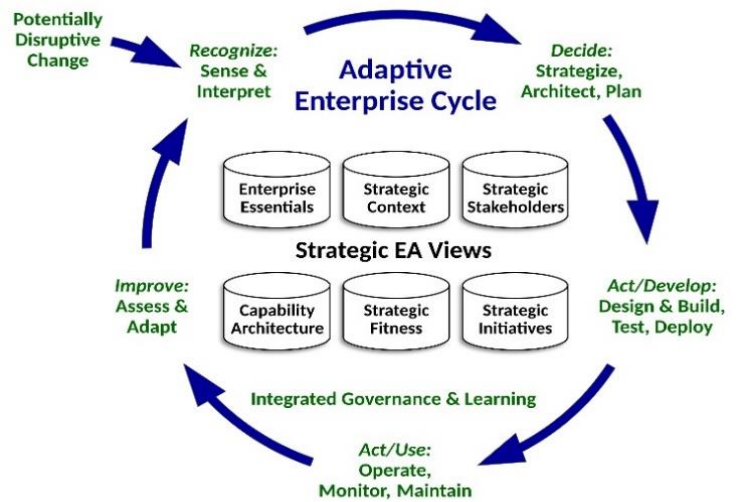 Potentially
Disruptive
Change
Recognize:
Sense &
Interpret
Adaptive
Enterprise Cycle
Decide:
Strategize,
Architect, Plan
Enterprise
Essentials
Strategic
Context
Strategic
Stakeholders
Strategic EA Views
Improve:
Assess &
Adapt
Capability
Architecture
Strategic
Fitness
Strategic
Initiatives
Act/Develop:
Design & Build,
Test, Deploy
Integrated Governance & Learning
Act/Use:
Operate,
Monitor, Maintain